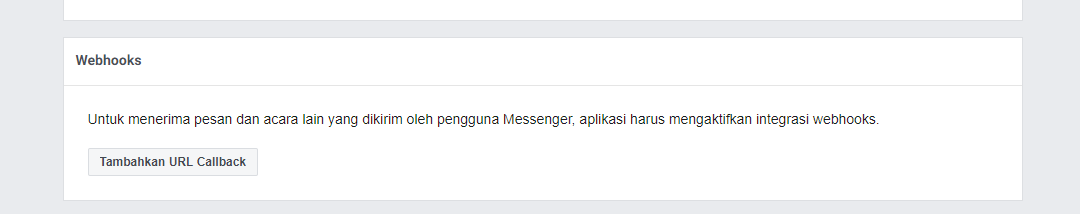 Webhooks
Untuk menerima pesan dan acara lain yang dikirim oleh pengguna Messenger, aplikasi harus mengaktifkan integrasi webhooks.
Tambahkan URL Callback